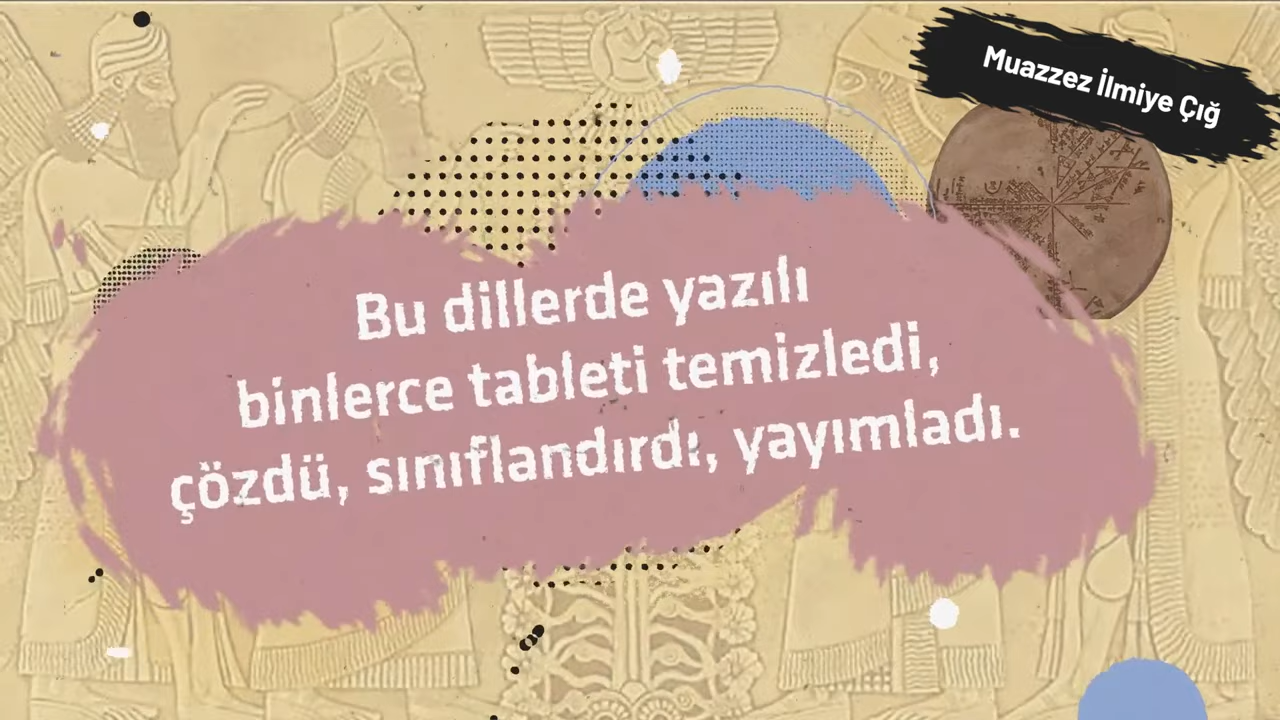 Muazzez İlmiye Çığ
Bu dillerde yazılı
binlerce tableti temizledi,
çözdü, sınıflandırdı, yayımladı.